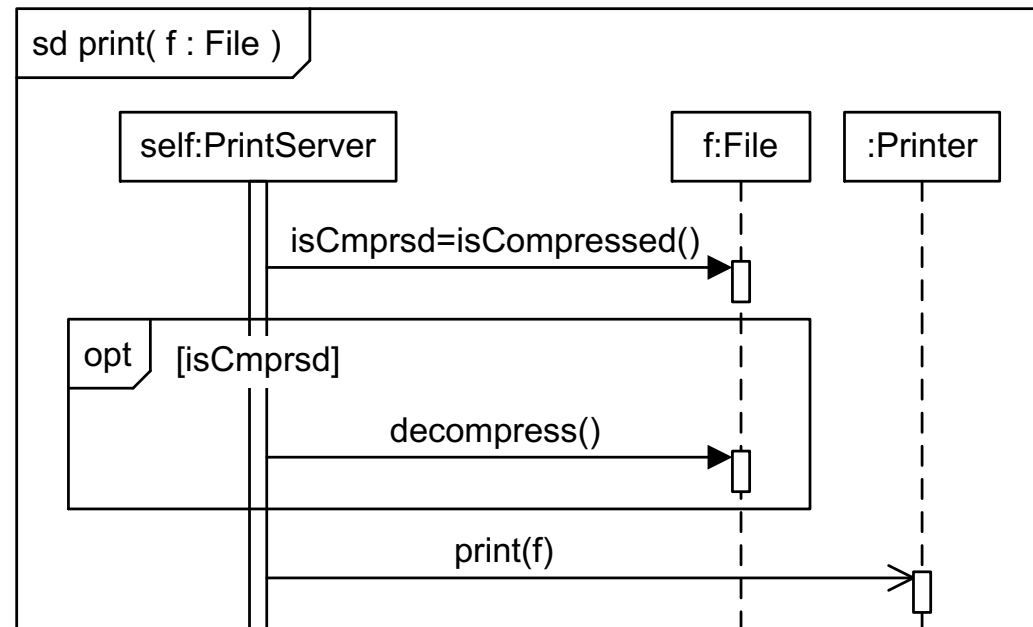 sd print( f : File )
self:PrintServer
f:File
:Printer
isCmprsd=isCompressed()
opt
[isCmprsd]
decompress()
print(f)